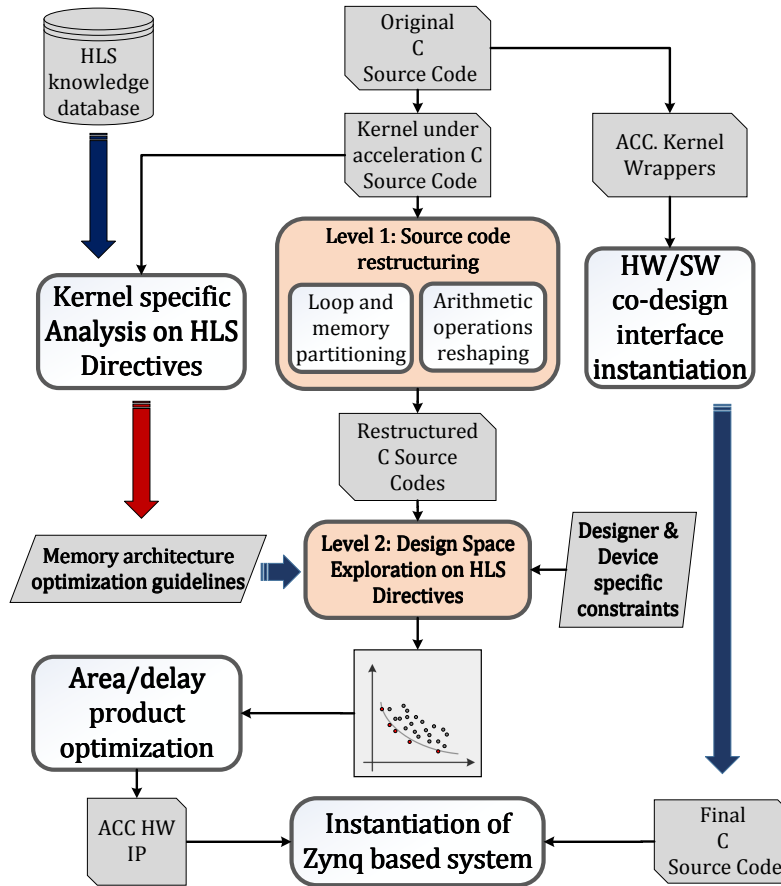 HLS
knowledge
database
Original
C
Source Code
Kernel under
acceleration C
Source Code
ACC. Kernel
Wrappers
Level 1: Source code
restructuring
Loop and
memory
partitioning
Arithmetic
operations
reshaping
Kernel specific
Analysis on HLS
Directives
HW/SW
co-design
interface
instantiation
Restructured
C Source
Codes
Memory architecture
optimization guidelines
Level 2: Design Space
Exploration on HLS
Directives
Designer &
Device
specific
constraints
Area/delay
product
optimization
ACC HW
IP
Instantiation of
Zynq based system
Final
C
Source Code